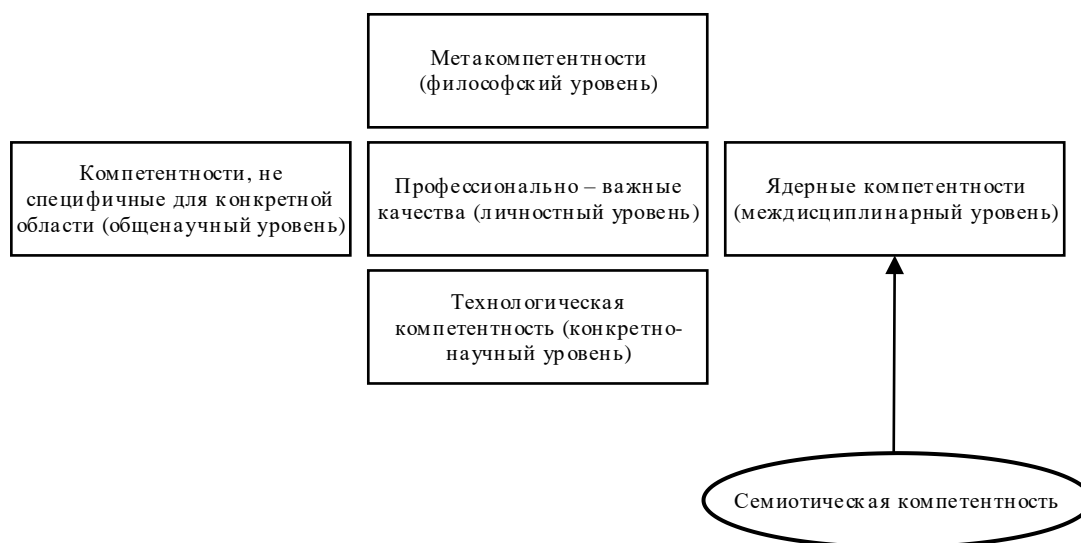 Метакомпетентности
(философский уровень)
Компетентности, не
специфичные для конкретной
области (общенаучный уровень)
Профессионально – важные
качества (личностный уровень)
Ядерные компетентности
(междисциплинарный уровень)
Технологическая
компетентность (конкретно-
научный уровень)
Семиотическая компетентность